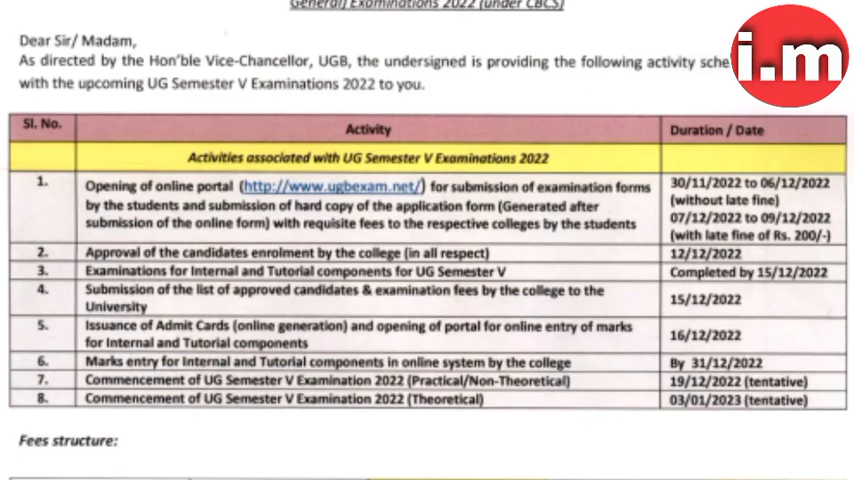 General) Examinations 2022 (under CBCS)
i.m
Dear Sir/ Madam,
As directed by the Hon'ble Vice-Chancellor, UGB, the undersigned is providing the following activity sche
with the upcoming UG Semester V Examinations 2022 to you.
Sl. No. Activity Duration / Date
Activities associated with UG Semester V Examinations 2022
1. Opening of online portal (http://www.ugbexam.net/) for submission of examination forms 30/11/2022 to 06/12/2022
by the students and submission of hard copy of the application form (Generated after (without late fine)
submission of the online form) with requisite fees to the respective colleges by the students 07/12/2022 to 09/12/2022
(with late fine of Rs. 200/-)
2. Approval of the candidates enrolment by the college (in all respect) 12/12/2022
3. Examinations for Internal and Tutorial components for UG Semester V Completed by 15/12/2022
4. Submission of the list of approved candidates & examination fees by the college to the 15/12/2022
University
5. Issuance of Admit Cards (online generation) and opening of portal for online entry of marks 16/12/2022
for Internal and Tutorial components
6. Marks entry for Internal and Tutorial components in online system by the college By 31/12/2022
7. Commencement of UG Semester V Examination 2022 (Practical/Non-Theoretical) 19/12/2022 (tentative)
8. Commencement of UG Semester V Examination 2022 (Theoretical) 03/01/2023 (tentative)
Fees structure: